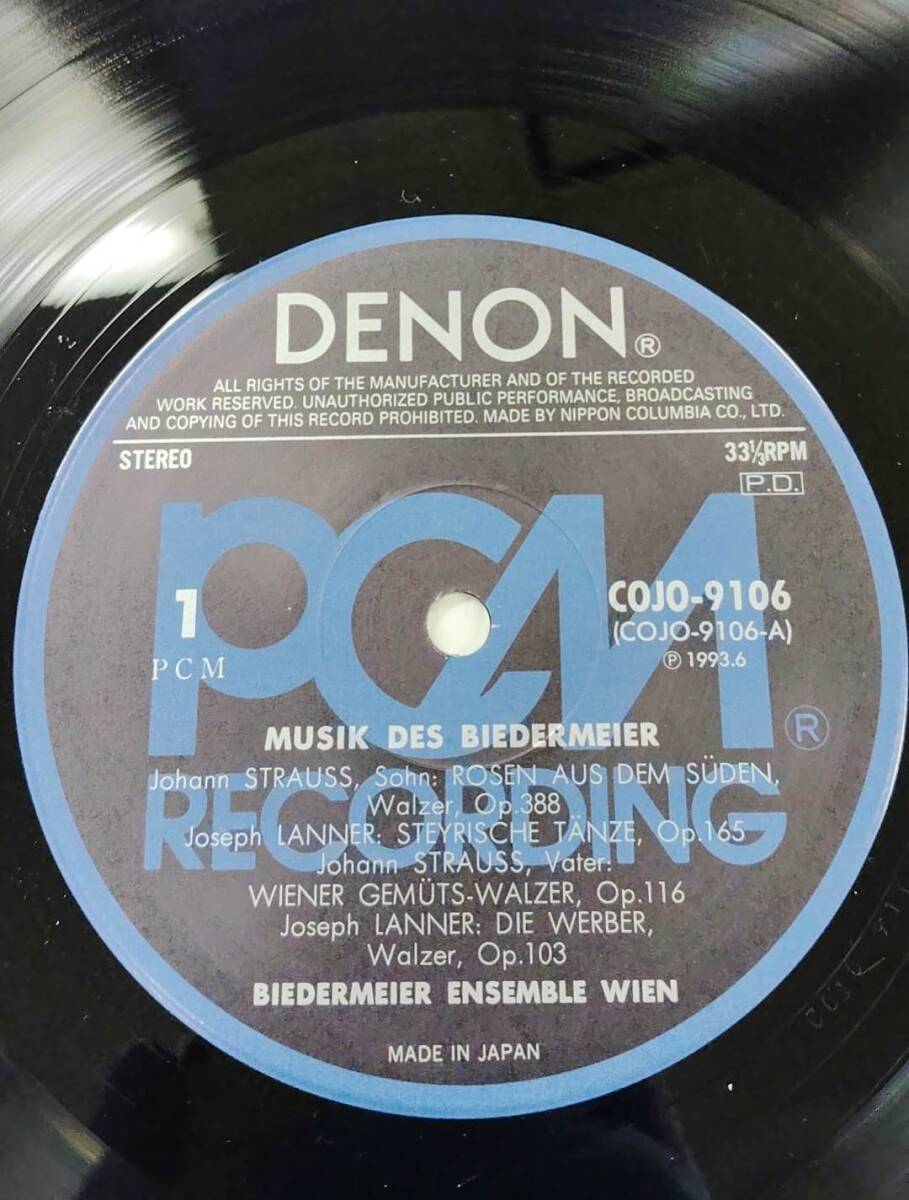 DENON®
ALL RIGHTS OF THE MANUFACTURER AND OF THE RECORDED
WORK RESERVED. UNAUTHORIZED PUBLIC PERFORMANCE, BROADCASTING
AND COPYING OF THIS RECORD PROHIBITED. MADE BY NIPPON COLUMBIA CO., LTD.
STEREO 33⅓RPM
P.D.
PCM®
RECORDING
1
PCM
COJO-9106
(COJO-9106-A)
℗ 1993.6
MUSIK DES BIEDERMEIER
Johann STRAUSS, Sohn: ROSEN AUS DEM SÜDEN,
Walzer, Op.388
Joseph LANNER: STEYRISCHE TÄNZE, Op.165
Johann STRAUSS, Vater:
WIENER GEMÜTS-WALZER, Op.116
Joseph LANNER: DIE WERBER,
Walzer, Op.103
BIEDERMEIER ENSEMBLE WIEN
MADE IN JAPAN